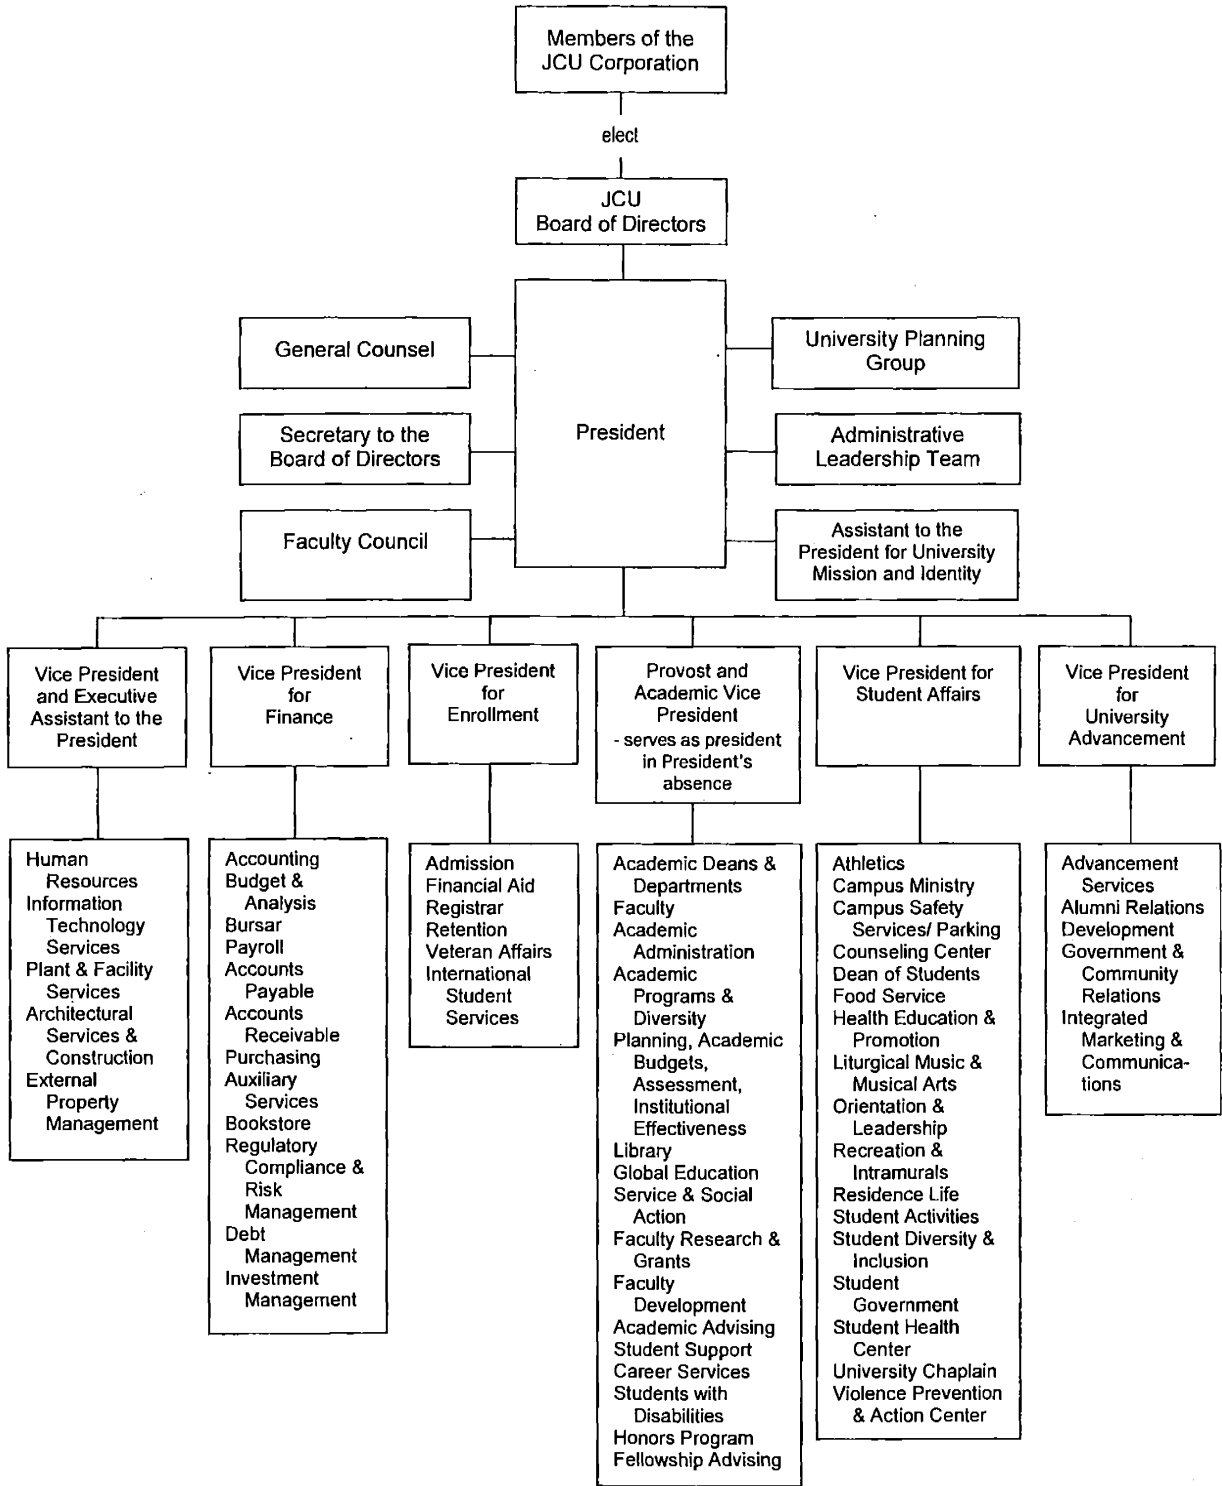 Members of the
JCU Corporation
elect
JCU
Board of Directors
General Counsel
Secretary to the
Board of Directors
Faculty Council
President
University Planning
Group
Administrative
Leadership Team
Assistant to the
President for University
Mission and Identity
Vice President
and Executive
Assistant to the
President
Vice President
for
Finance
Vice President
for
Enrollment
Provost and
Academic Vice
President
- serves as president
in President's
absence
Vice President for
Student Affairs
Vice President
for
University
Advancement
Human
Resources
Information
Technology
Services
Plant & Facility
Services
Architectural
Services &
Construction
External
Property
Management
Accounting
Budget &
Analysis
Bursar
Payroll
Accounts
Payable
Accounts
Receivable
Purchasing
Auxiliary
Services
Bookstore
Regulatory
Compliance &
Risk
Management
Debt
Management
Investment
Management
Admission
Financial Aid
Registrar
Retention
Veteran Affairs
International
Student
Services
Academic Deans &
Departments
Faculty
Academic
Administration
Academic
Programs &
Diversity
Planning, Academic
Budgets,
Assessment,
Institutional
Effectiveness
Library
Global Education
Service & Social
Action
Faculty Research &
Grants
Faculty
Development
Academic Advising
Student Support
Career Services
Students with
Disabilities
Honors Program
Fellowship Advising
Athletics
Campus Ministry
Campus Safety
Services/ Parking
Counseling Center
Dean of Students
Food Service
Health Education &
Promotion
Liturgical Music &
Musical Arts
Orientation &
Leadership
Recreation &
Intramurals
Residence Life
Student Activities
Student Diversity &
Inclusion
Student
Government
Student Health
Center
University Chaplain
Violence Prevention
& Action Center
Advancement
Services
Alumni Relations
Development
Government &
Community
Relations
Integrated
Marketing &
Communica-
tions